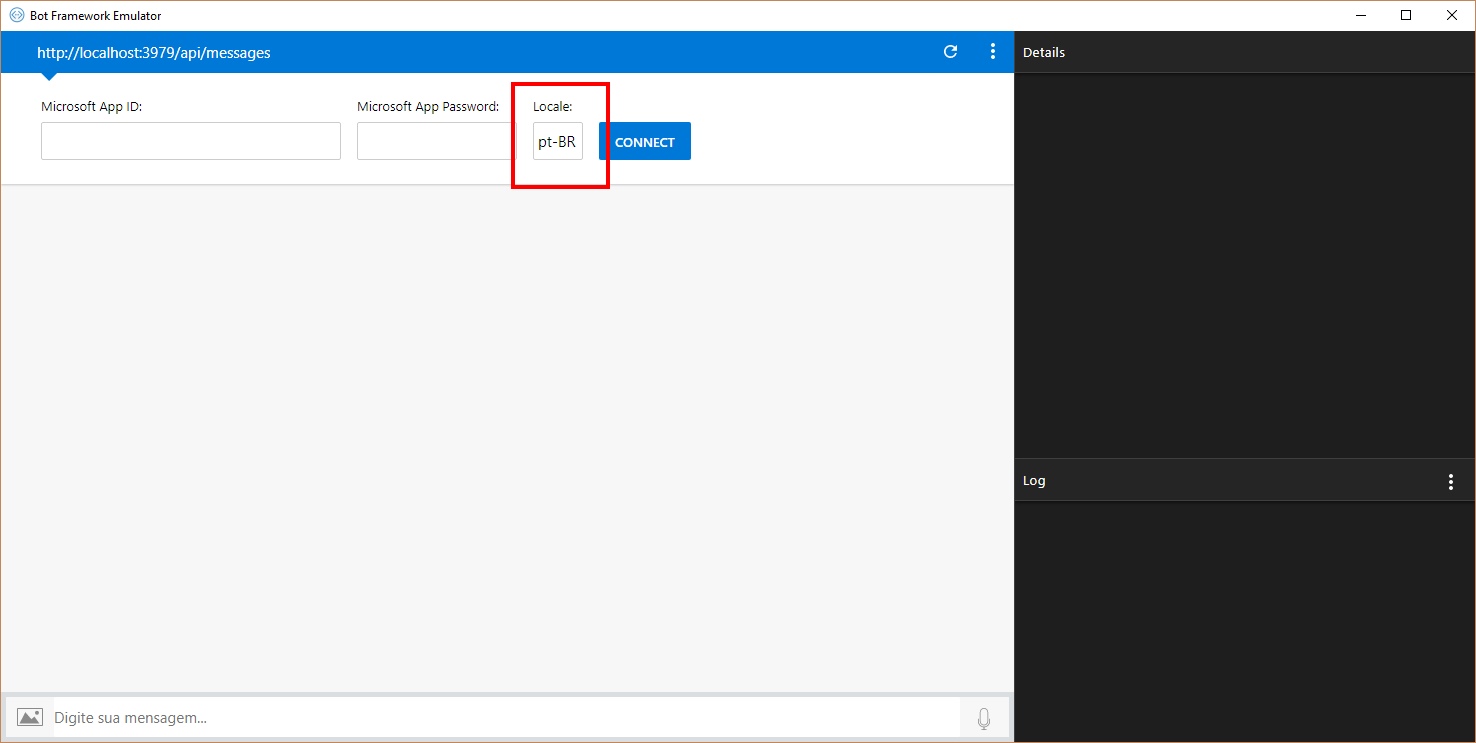 Bot Framework Emulator
http://localhost:3979/api/messages
Details
Microsoft App ID:
Microsoft App Password:
Locale:
pt-BR
CONNECT
Log
Digite sua mensagem...